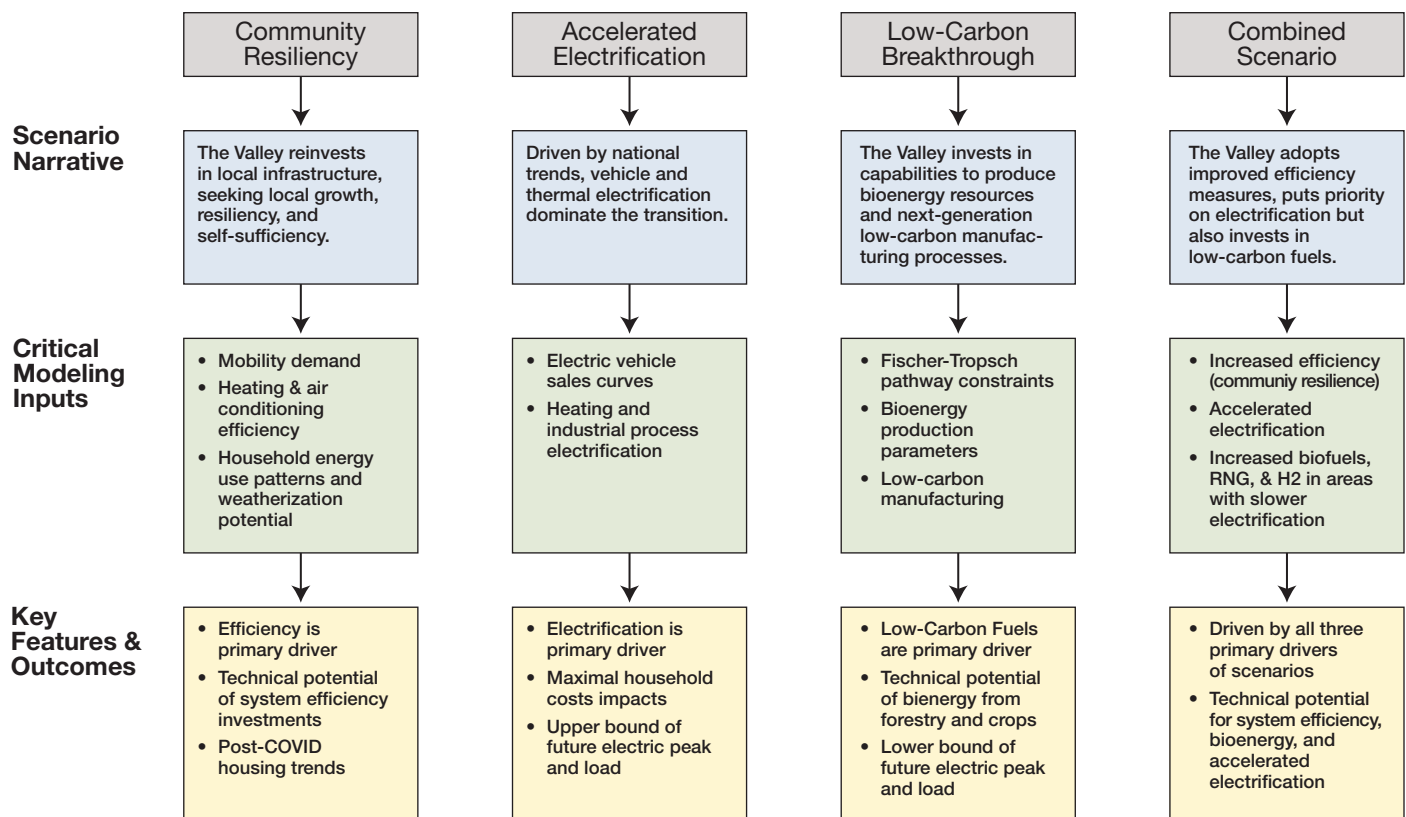 Community
Resiliency
Accelerated
Electrification
Low-Carbon
Breakthrough
Combined
Scenario
Scenario
Narrative
The Valley reinvests
in local infrastructure,
seeking local growth,
resiliency, and
self-sufficiency.
Driven by national
trends, vehicle and
thermal electrification
dominate the transition.
The Valley invests in
capabilities to produce
bioenergy resources
and next-generation
low-carbon manufac-
turing processes.
The Valley adopts
improved efficiency
measures, puts priority
on electrification but
also invests in
low-carbon fuels.
Critical
Modeling
Inputs
• Mobility demand
• Heating & air
conditioning
efficiency
• Household energy
use patterns and
weatherization
potential
• Electric vehicle
sales curves
• Heating and
industrial process
electrification
• Fischer-Tropsch
pathway constraints
• Bioenergy
production
parameters
• Low-carbon
manufacturing
• Increased efficiency
(communiy resilience)
• Accelerated
electrification
• Increased biofuels,
RNG, & H2 in areas
with slower
electrification
Key
Features &
Outcomes
• Efficiency is
primary driver
• Technical potential
of system efficiency
investments
• Post-COVID
housing trends
• Electrification is
primary driver
• Maximal household
costs impacts
• Upper bound of
future electric peak
and load
• Low-Carbon Fuels
are primary driver
• Technical potential
of bienergy from
forestry and crops
• Lower bound of
future electric peak
and load
• Driven by all three
primary drivers
of scenarios
• Technical potential
for system efficiency,
bioenergy, and
accelerated
electrification